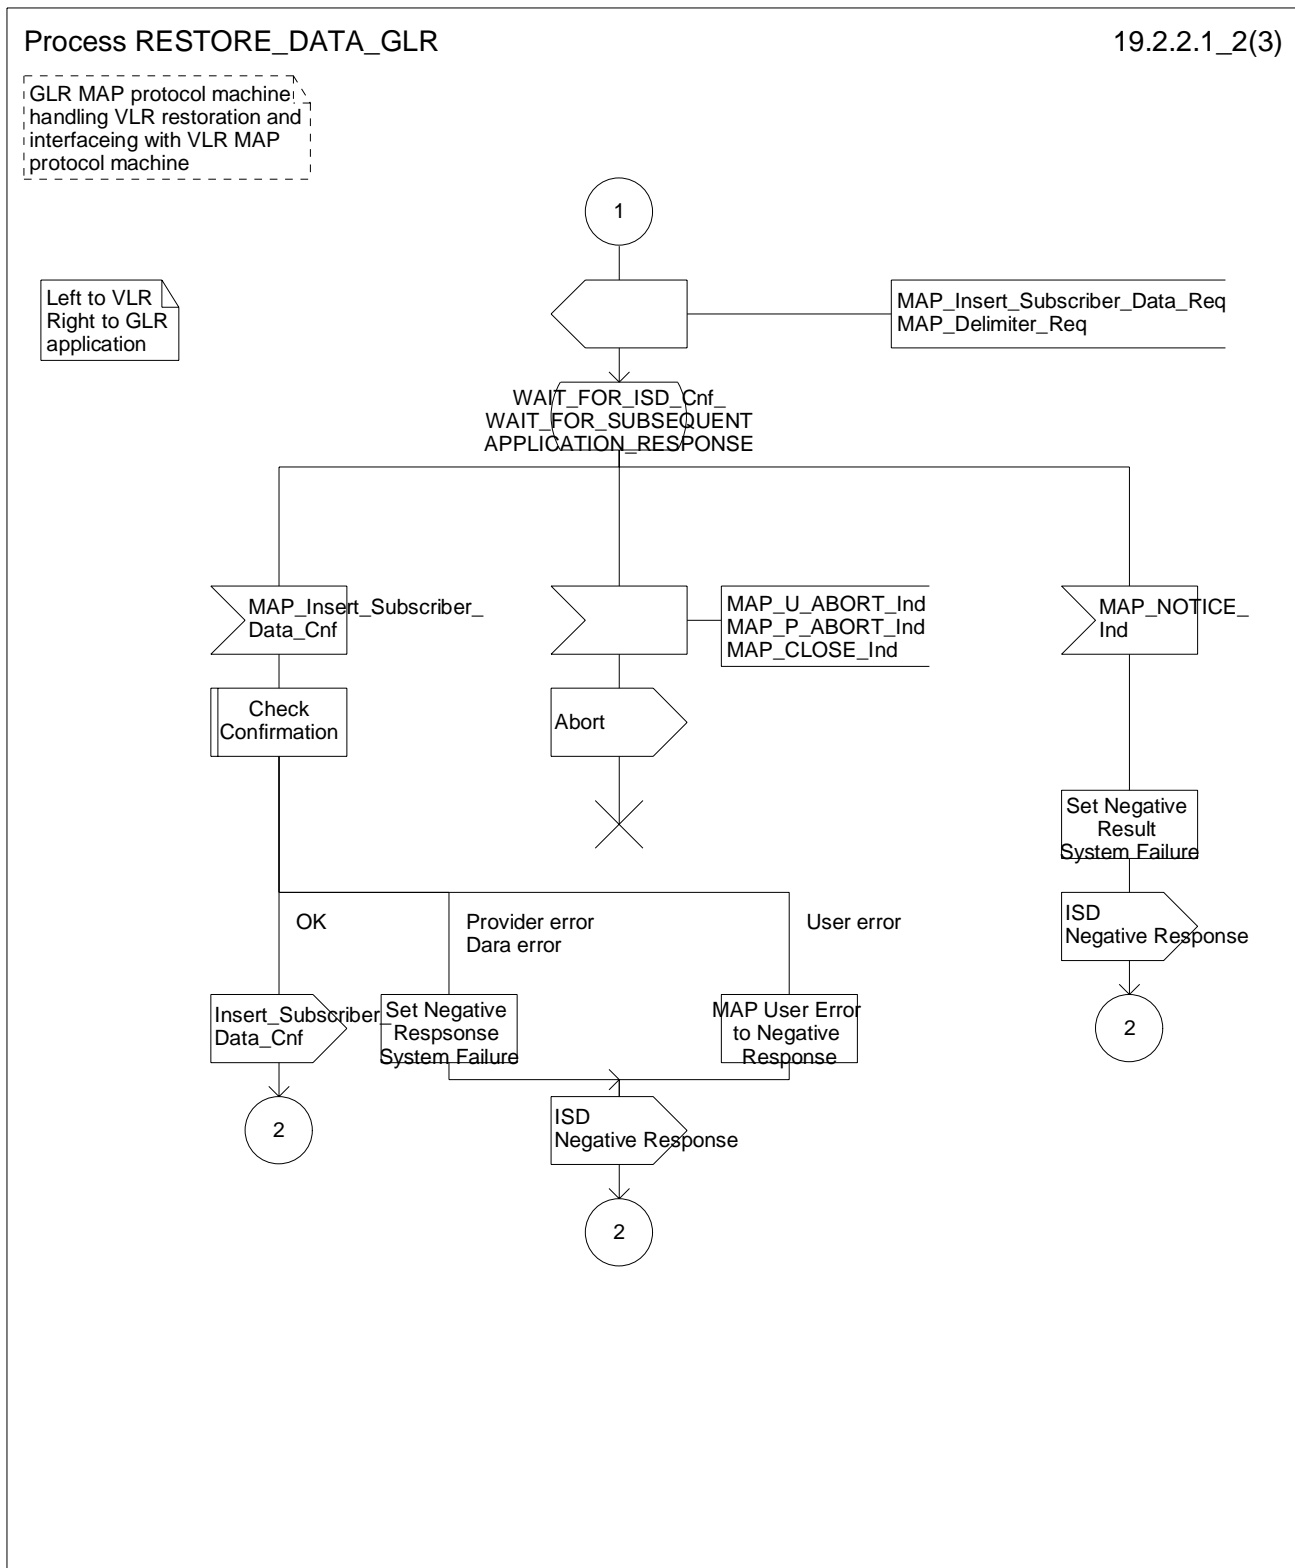 Process RESTORE_DATA_GLR
19.2.2.1_2(3)
GLR MAP protocol machine
handling VLR restoration and
interfaceing with VLR MAP
protocol machine
1
Left to VLR
Right to GLR
application
MAP_Insert_Subscriber_Data_Req
MAP_Delimiter_Req
WAIT_FOR_ISD_Cnf_
WAIT_FOR_SUBSEQUENT
APPLICATION_RESPONSE
MAP_Insert_Subscriber_
Data_Cnf
MAP_U_ABORT_Ind
MAP_P_ABORT_Ind
MAP_CLOSE_Ind
MAP_NOTICE_
Ind
Check
Confirmation
Abort
Set Negative
Result
System Failure
OK
Provider error
Dara error
User error
ISD
Negative Response
Insert_Subscriber_
Data_Cnf
Set Negative
Respsonse
System Failure
MAP User Error
to Negative
Response
2
2
ISD
Negative Response
2